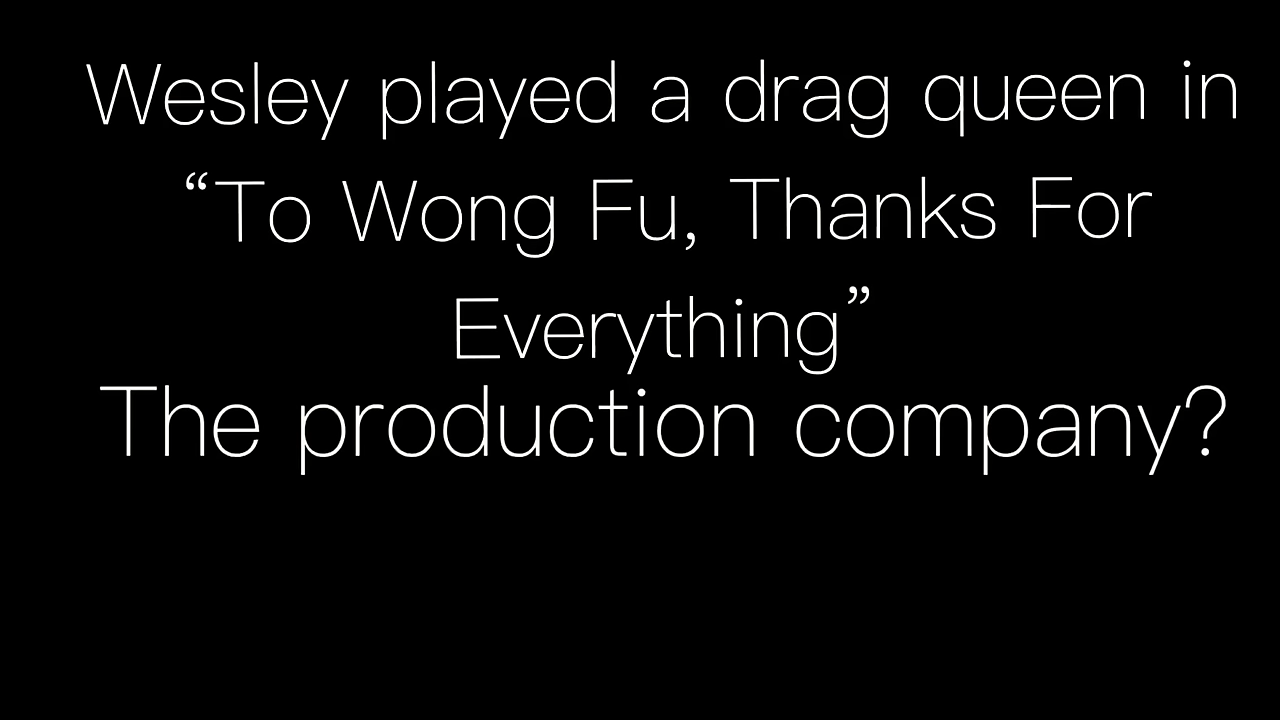 Wesley played a drag queen in
“To Wong Fu, Thanks For
Everything”
The production company?